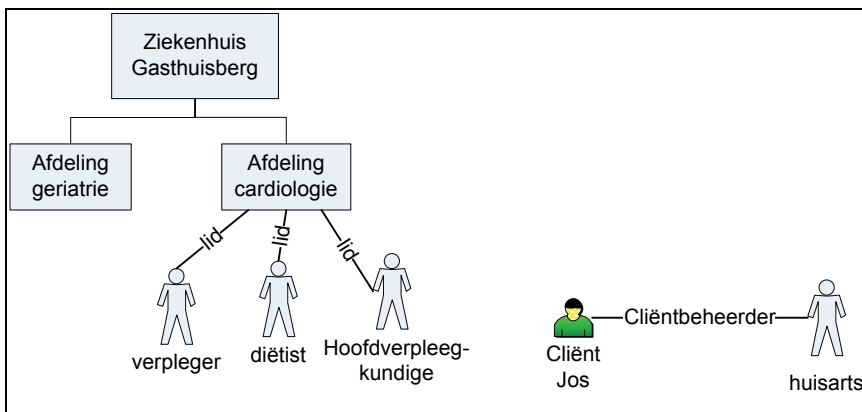 Ziekenhuis
Gasthuisberg
Afdeling
geriatrie
Afdeling
cardiologie
lid
lid
lid
verpleger
diëtist
Hoofdverpleeg-
kundige
Cliëntbeheerder
Cliënt
Jos
huisarts